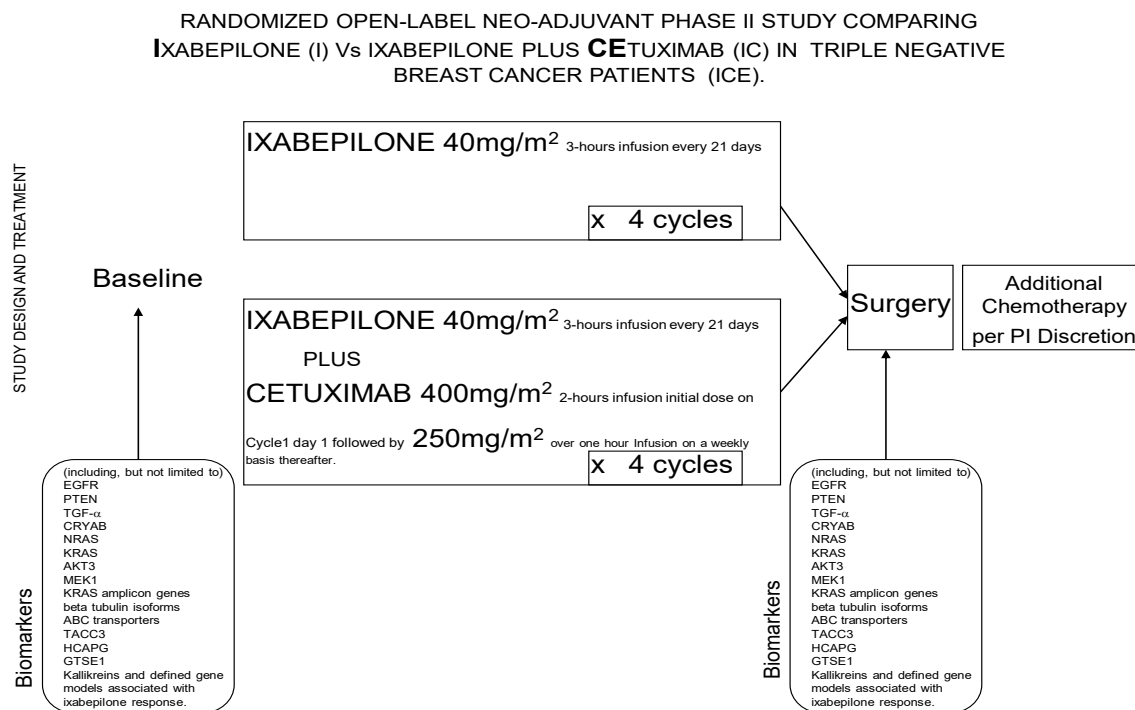 RANDOMIZED OPEN-LABEL NEO-ADJUVANT PHASE II STUDY COMPARING
IXABEPILONE (I) Vs IXABEPILONE PLUS CETUXIMAB (IC) IN TRIPLE NEGATIVE
BREAST CANCER PATIENTS (ICE).
STUDY DESIGN AND TREATMENT
IXABEPILONE 40mg/m² 3-hours infusion every 21 days
x 4 cycles
Baseline
IXABEPILONE 40mg/m² 3-hours infusion every 21 days
PLUS
CETUXIMAB 400mg/m² 2-hours infusion initial dose on
Cycle1 day 1 followed by 250mg/m² over one hour Infusion on a weekly
basis thereafter.
x 4 cycles
Surgery
Additional
Chemotherapy
per PI Discretion
Biomarkers
(including, but not limited to)
EGFR
PTEN
TGF-α
CRYAB
NRAS
KRAS
AKT3
MEK1
KRAS amplicon genes
beta tubulin isoforms
ABC transporters
TACC3
HCAPG
GTSE1
Kallikreins and defined gene
models associated with
ixabepilone response.
Biomarkers
(including, but not limited to)
EGFR
PTEN
TGF-α
CRYAB
NRAS
KRAS
AKT3
MEK1
KRAS amplicon genes
beta tubulin isoforms
ABC transporters
TACC3
HCAPG
GTSE1
Kallikreins and defined gene
models associated with
ixabepilone response.